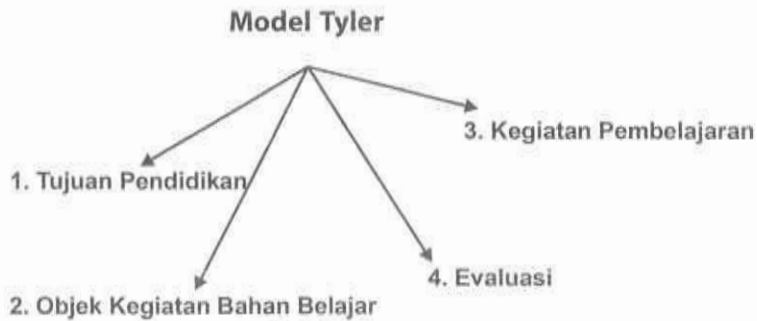 Model Tyler
3. Kegiatan Pembelajaran
1. Tujuan Pendidikan
4. Evaluasi
2. Objek Kegiatan Bahan Belajar